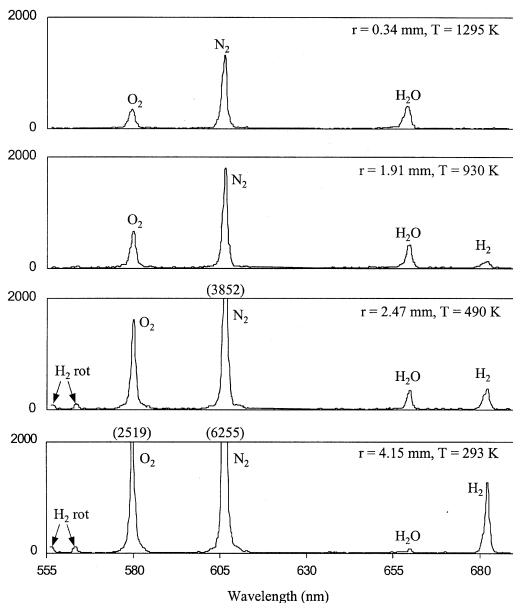 2000
r = 0.34 mm, T = 1295 K
N2
O2
H2O
0
2000
r = 1.91 mm, T = 930 K
N2
O2
H2O
H2
0
(3852)
2000
r = 2.47 mm, T = 490 K
O2
N2
H2 rot
H2O
H2
0
(2519)
(6255)
2000
r = 4.15 mm, T = 293 K
O2
N2
H2
H2 rot
H2O
0
555
580
605
630
655
680
Wavelength (nm)